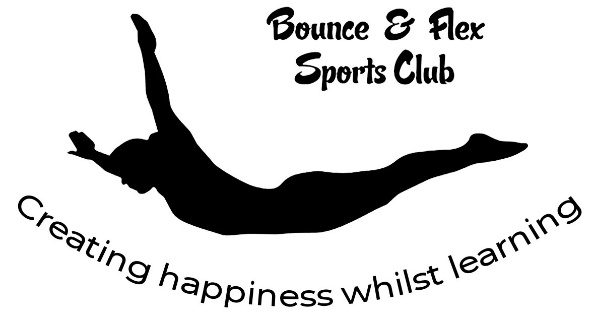 Bounce & Flex
Sports Club
Creating happiness whilst learning